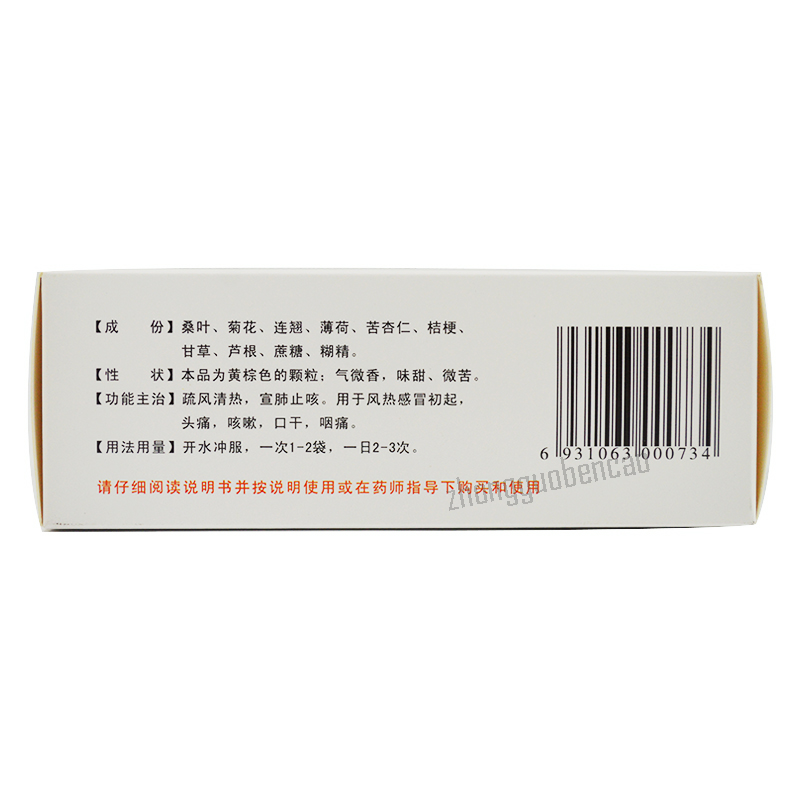 【成　份】桑叶、菊花、连翘、薄荷、苦杏仁、桔梗、
甘草、芦根、蔗糖、糊精。
【性　状】本品为黄棕色的颗粒；气微香，味甜、微苦。
【功能主治】疏风清热，宣肺止咳。用于风热感冒初起，
头痛，咳嗽，口干，咽痛。
【用法用量】开水冲服，一次1-2袋，一日2-3次。
请仔细阅读说明书并按说明使用或在药师指导下购买和使用
6 931063 000734
zhongguobencao